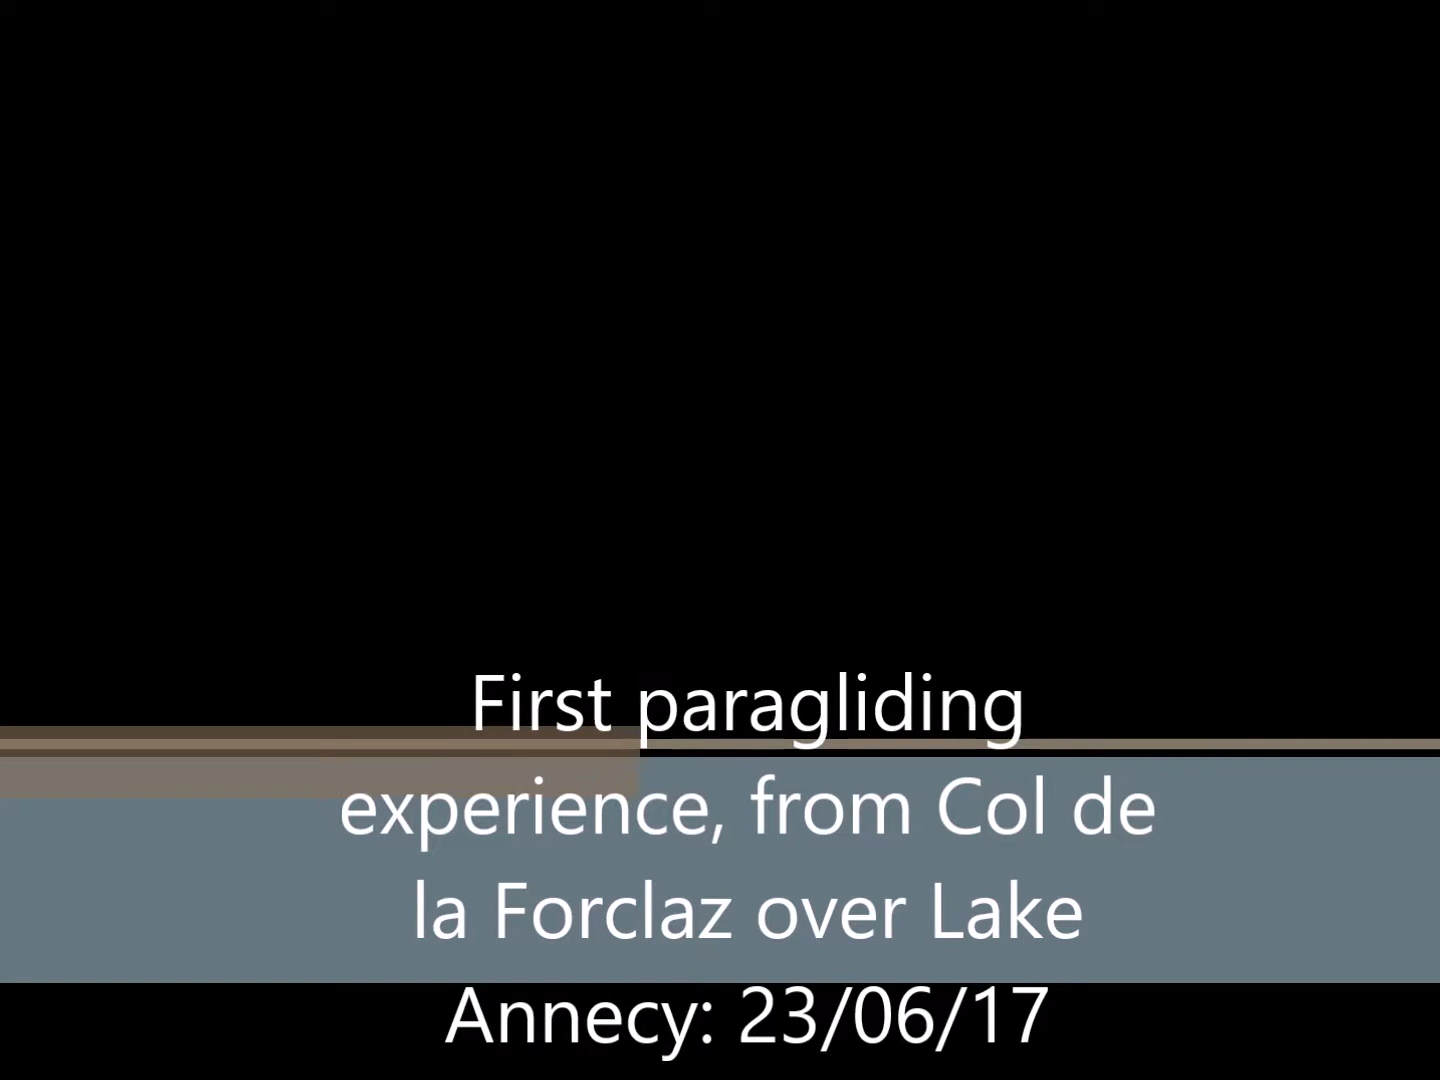 First paragliding
experience, from Col de
la Forclaz over Lake
Annecy: 23/06/17